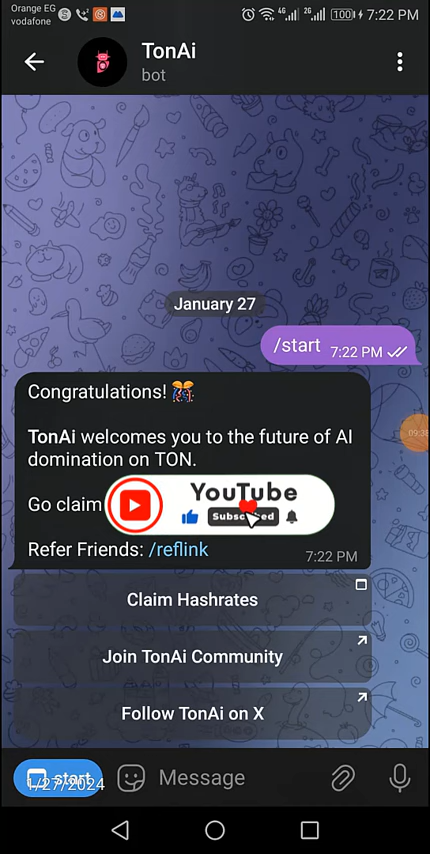 Orange EG
vodafone
4G
2G
100
7:22 PM
TonAi
bot
January 27
/start 7:22 PM
Congratulations!
TonAi welcomes you to the future of AI
domination on TON.
Go claim
YouTube
Subscribed
Refer Friends: /reflink 7:22 PM
Claim Hashrates
Join TonAi Community
Follow TonAi on X
start
1/27/2024
Message